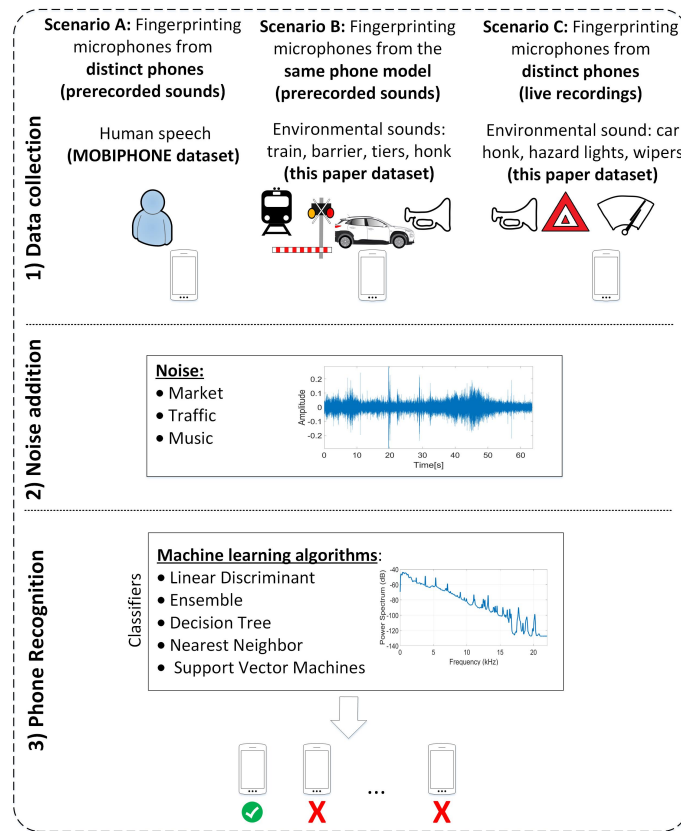 Scenario A: Fingerprinting
microphones from
distinct phones
(prerecorded sounds)
Human speech
(MOBIPHONE dataset)
Scenario B: Fingerprinting
microphones from the
same phone model
(prerecorded sounds)
Environmental sounds:
train, barrier, tiers, honk
(this paper dataset)
Scenario C: Fingerprinting
microphones from
distinct phones
(live recordings)
Environmental sound: car
honk, hazard lights, wipers
(this paper dataset)
1) Data collection
2) Noise addition
Noise:
• Market
• Traffic
• Music
Amplitude
0.2
0.1
0
-0.1
-0.2
0 10 20 30 40 50 60
Time[s]
3) Phone Recognition
Classifiers
Machine learning algorithms:
• Linear Discriminant
• Ensemble
• Decision Tree
• Nearest Neighbor
• Support Vector Machines
Power Spectrum (dB)
-40
-60
-80
-100
-120
-140
0 5 10 15 20
Frequency (kHz)
...
X X